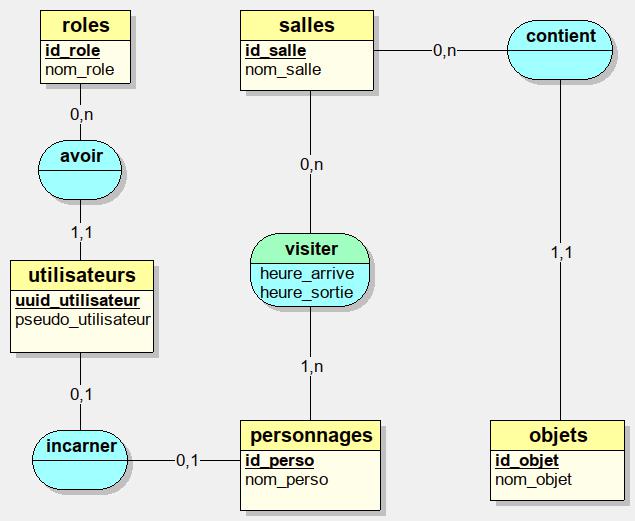 roles
id_role
nom_role
0,n
avoir
1,1
utilisateurs
uuid_utilisateur
pseudo_utilisateur
0,1
incarner
0,1
salles
id_salle
nom_salle
0,n
contient
0,n
visiter
heure_arrive
heure_sortie
1,n
personnages
id_perso
nom_perso
1,1
objets
id_objet
nom_objet